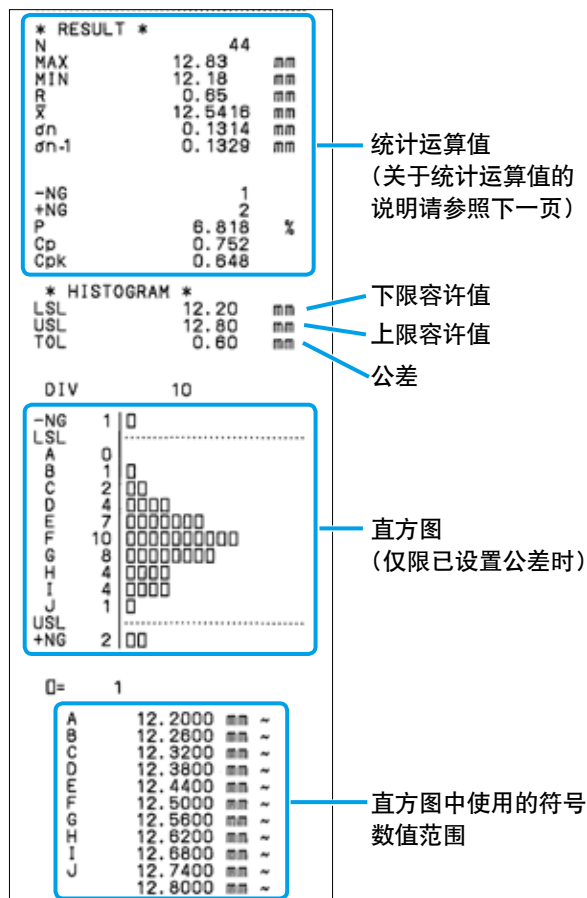 * RESULT *
N 44
MAX 12.83 mm
MIN 12.18 mm
R 0.65 mm
X̅ 12.5416 mm
σn 0.1314 mm
σn-1 0.1329 mm
-NG 1
+NG 2
P 6.818 %
Cp 0.752
Cpk 0.648
统计运算值
(关于统计运算值的
说明请参照下一页)
* HISTOGRAM *
LSL 12.20 mm
USL 12.80 mm
TOL 0.60 mm
下限容许值
上限容许值
公差
DIV 10
-NG 1
LSL
A 0
B 1
C 2
D 4
E 7
F 10
G 8
H 4
I 4
J 1
USL
+NG 2
直方图
(仅限已设置公差时)
▯= 1
A 12.2000 mm ~
B 12.2600 mm ~
C 12.3200 mm ~
D 12.3800 mm ~
E 12.4400 mm ~
F 12.5000 mm ~
G 12.5600 mm ~
H 12.6200 mm ~
I 12.6800 mm ~
J 12.7400 mm ~
12.8000 mm ~
直方图中使用的符号
数值范围